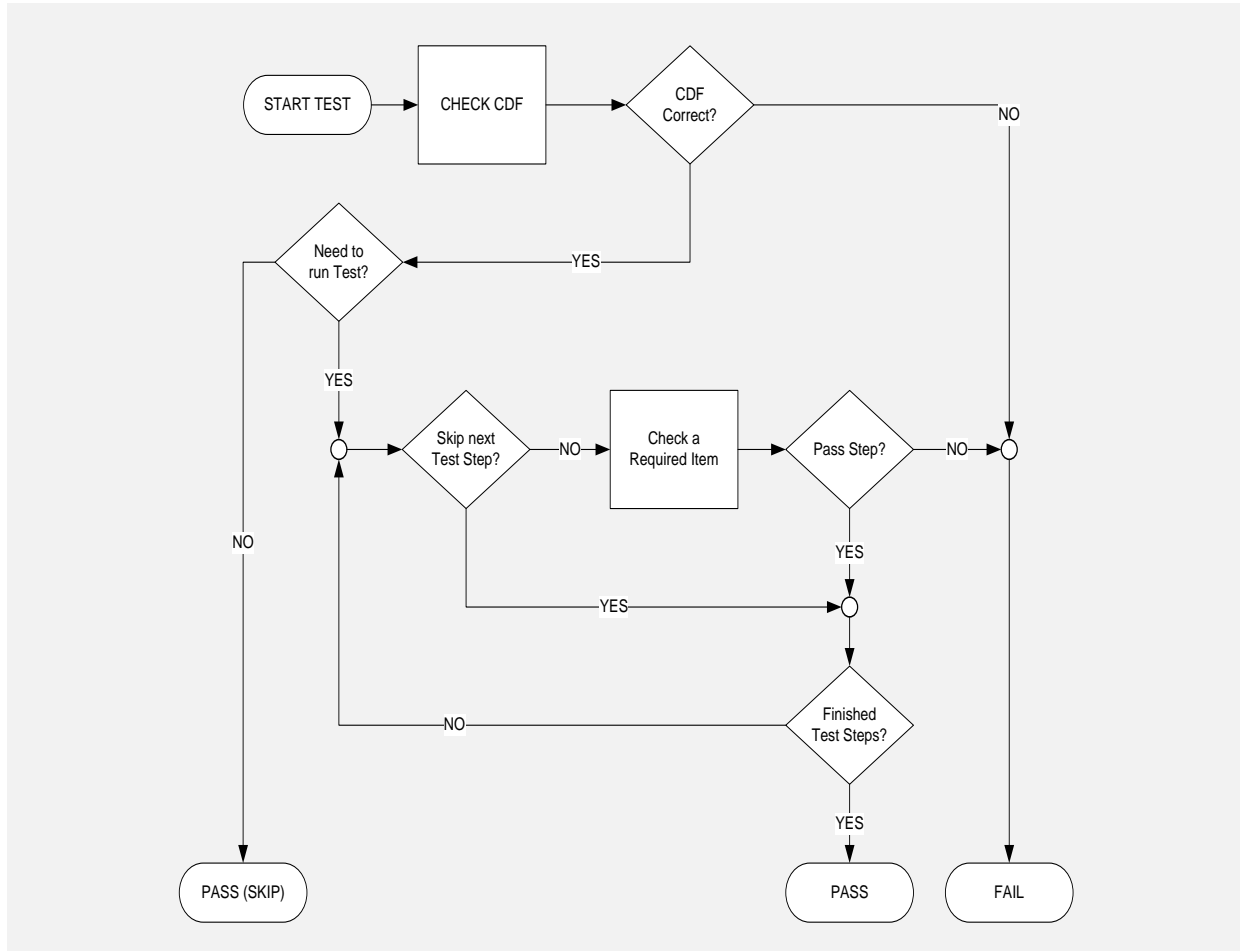 START TEST
CHECK CDF
CDF
Correct?
NO
Need to
run Test?
YES
YES
Skip next
Test Step?
NO
Check a
Required Item
Pass Step?
NO
NO
YES
YES
NO
Finished
Test Steps?
YES
PASS (SKIP)
PASS
FAIL